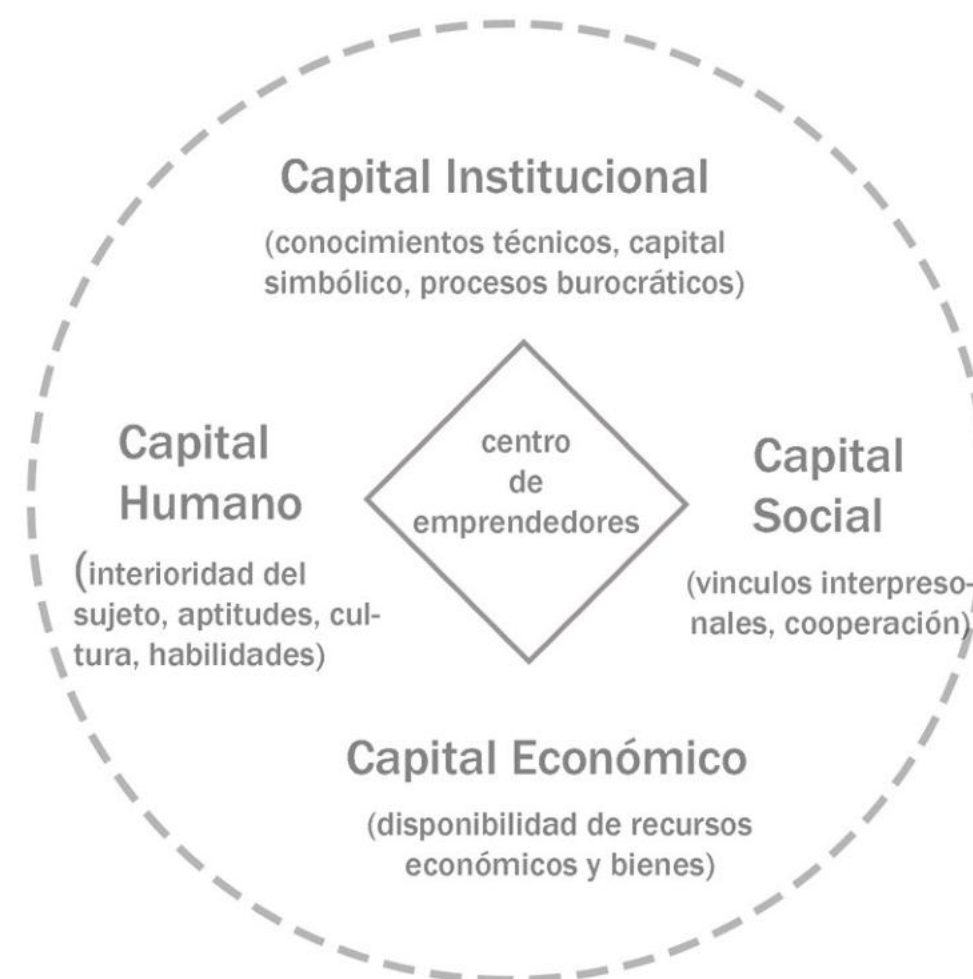 Capital Institucional
(conocimientos técnicos, capital
simbólico, procesos burocráticos)
centro
de
emprendedores
Capital
Humano
(interioridad del
sujeto, aptitudes, cul-
tura, habilidades)
Capital
Social
(vinculos interpreso-
nales, cooperación)
Capital Económico
(disponibilidad de recursos
económicos y bienes)